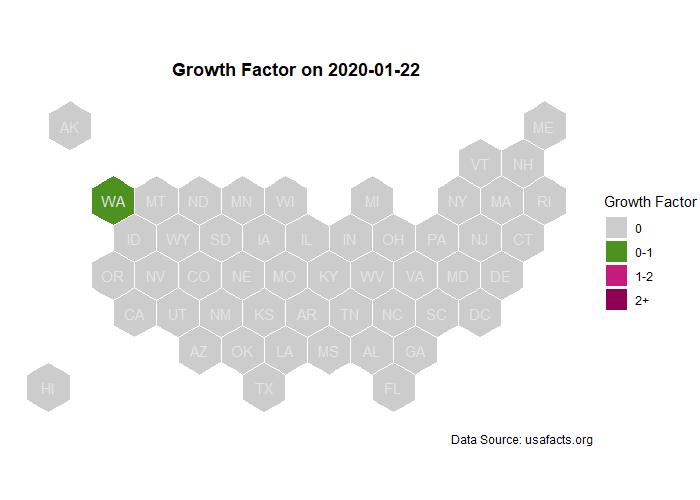 Growth Factor on 2020-01-22
AK ME
VT NH
WA MT ND MN WI MI NY MA RI
ID WY SD IA IL IN OH PA NJ CT
OR NV CO NE MO KY WV VA MD DE
CA UT NM KS AR TN NC SC DC
AZ OK LA MS AL GA
HI TX FL
Growth Factor
0
0-1
1-2
2+
Data Source: usafacts.org